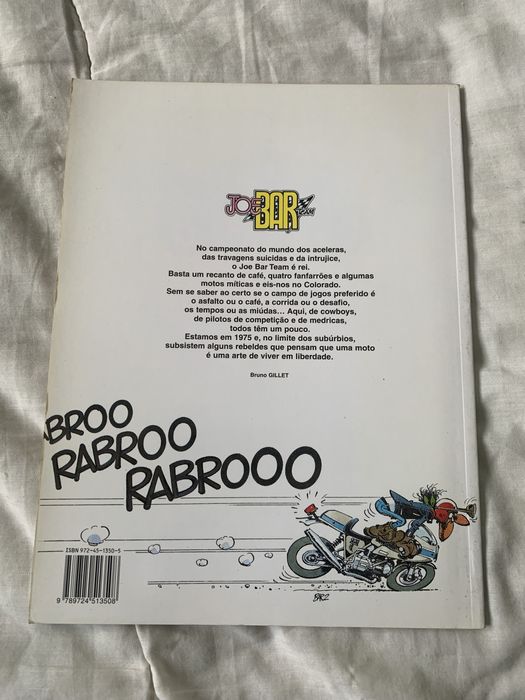 JOE BAR TEAM
No campeonato do mundo dos aceleras,
das travagens suicidas e da intrujice,
o Joe Bar Team é rei.
Basta um recanto de café, quatro fanfarrões e algumas
motos míticas e eis-nos no Colorado.
Sem se saber ao certo se o campo de jogos preferido é
o asfalto ou o café, a corrida ou o desafio,
os tempos ou as miúdas... Aqui, de cowboys,
de pilotos de competição e de medricas,
todos têm um pouco.
Estamos em 1975 e, no limite dos subúrbios,
subsistem alguns rebeldes que pensam que uma moto
é uma arte de viver em liberdade.
Bruno GILLET
ABROO
RABROO
RABROOO
ISBN 972-45-1350-5
9 789724 513508
BAR2